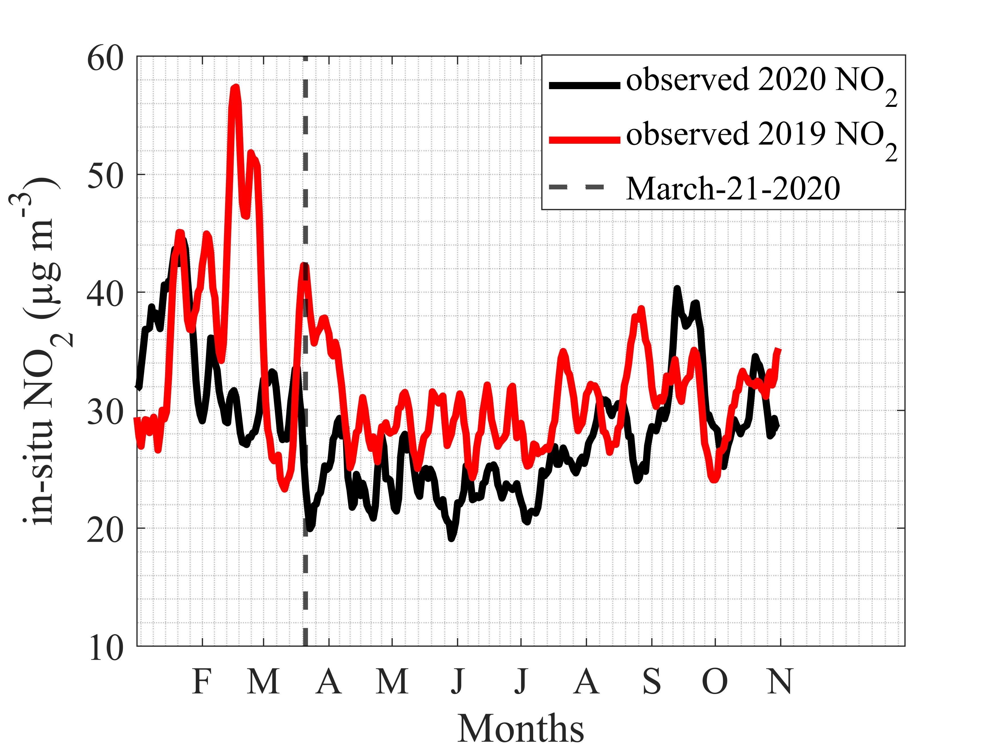 60
50
40
30
20
10
in-situ NO2 (μg m-3)
observed 2020 NO2
observed 2019 NO2
March-21-2020
F M A M J J A S O N
Months